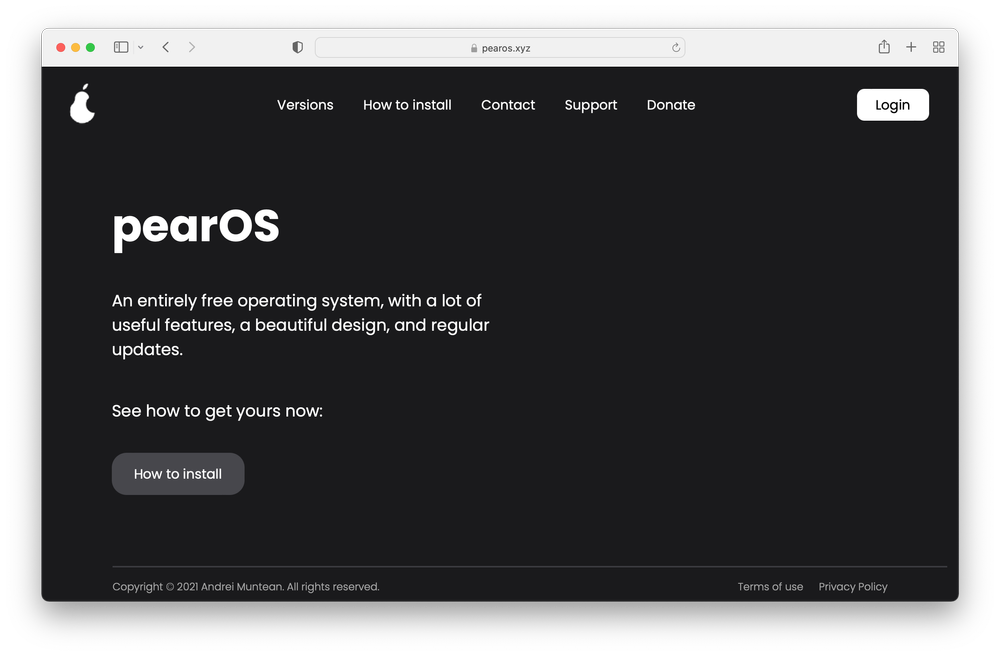 pearos.xyz
Versions How to install Contact Support Donate Login
pearOS
An entirely free operating system, with a lot of
useful features, a beautiful design, and regular
updates.
See how to get yours now:
How to install
Copyright © 2021 Andrei Muntean. All rights reserved. Terms of use Privacy Policy